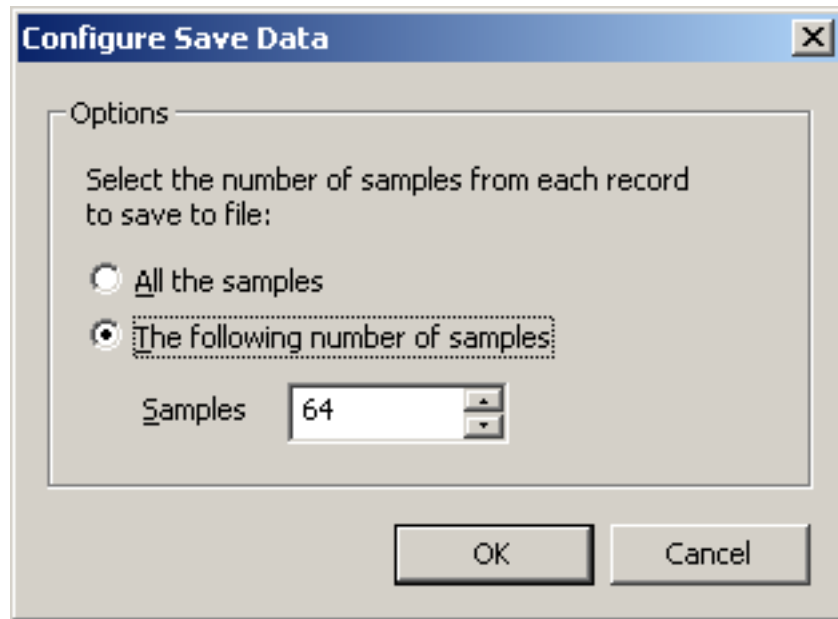 Configure Save Data
Options
Select the number of samples from each record
to save to file:
All the samples
The following number of samples
Samples 64
OK Cancel